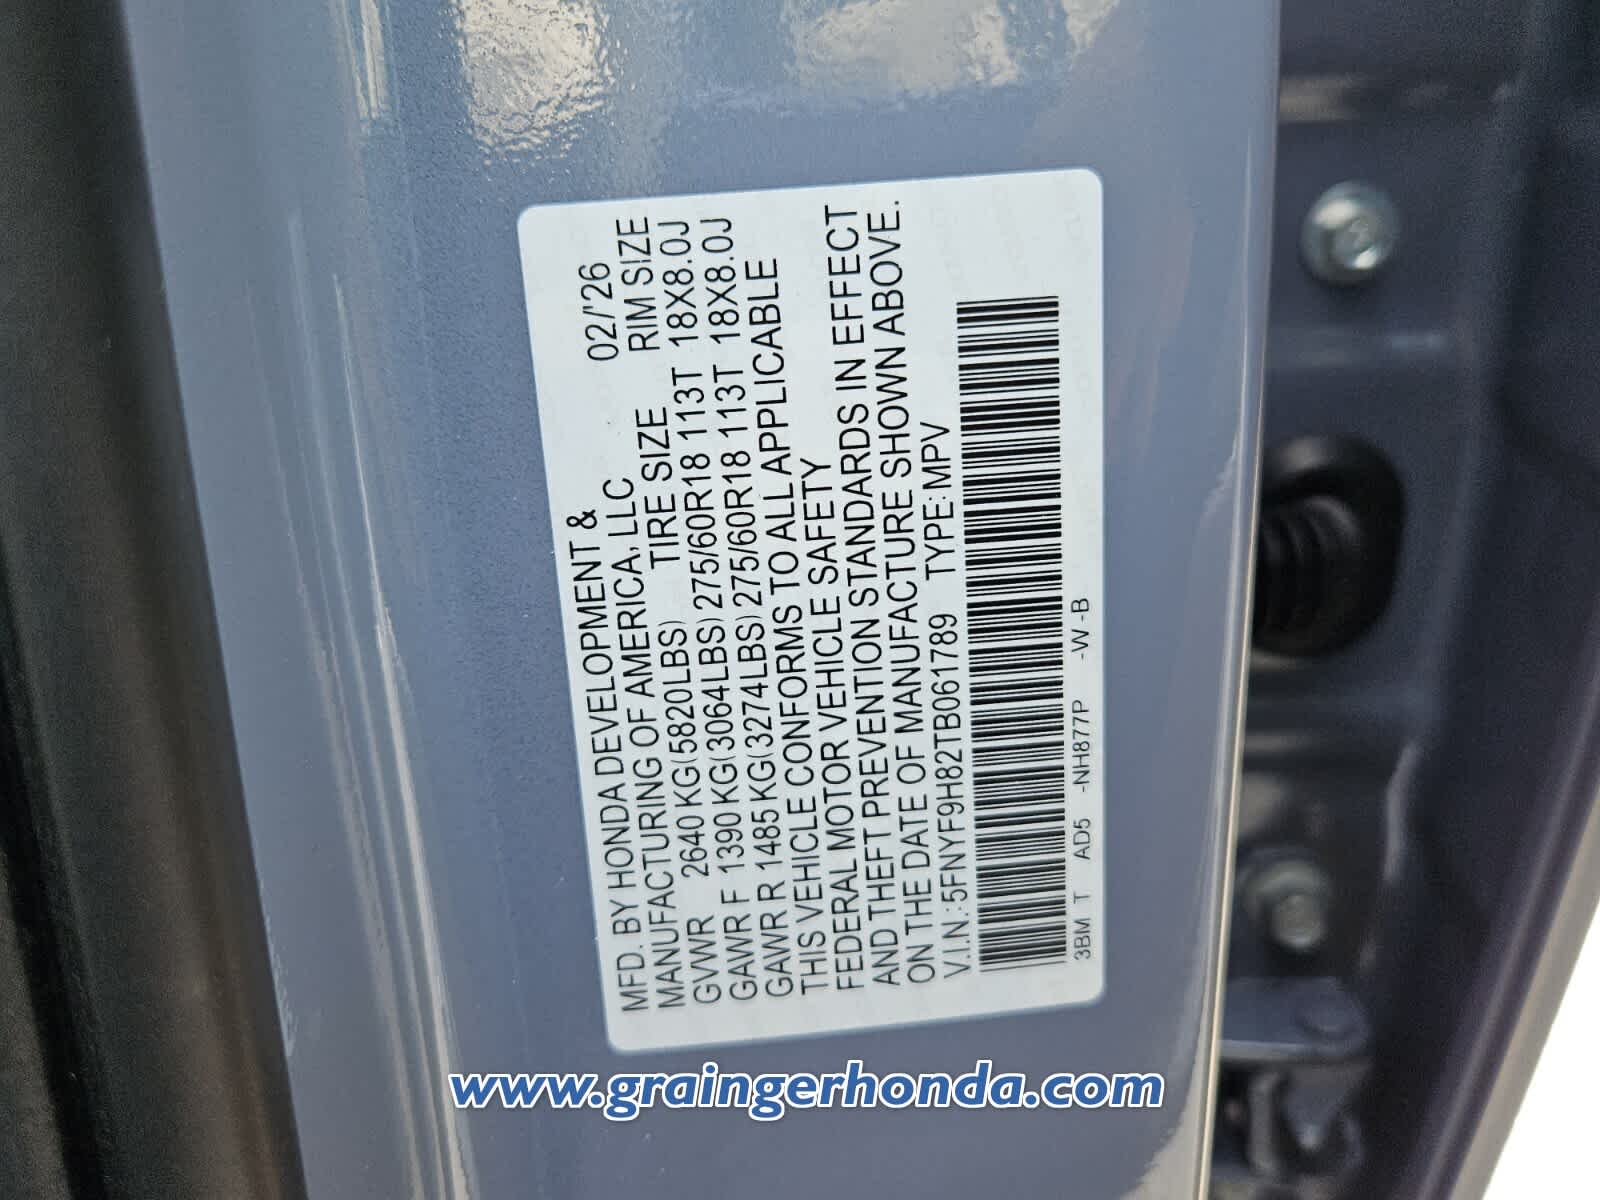 MFD. BY HONDA DEVELOPMENT &
MANUFACTURING OF AMERICA, LLC 02/'26
GVWR 2640 KG(5820LBS) TIRE SIZE RIM SIZE
GAWR F 1390 KG(3064LBS) 275/60R18 113T 18X8.0J
GAWR R 1485 KG(3274LBS) 275/60R18 113T 18X8.0J
THIS VEHICLE CONFORMS TO ALL APPLICABLE
FEDERAL MOTOR VEHICLE SAFETY
AND THEFT PREVENTION STANDARDS IN EFFECT
ON THE DATE OF MANUFACTURE SHOWN ABOVE.
V.I.N.:5FNYF9H82TB061789 TYPE:MPV
3BM T AD5 -NH877P -W -B
www.graingerhonda.com